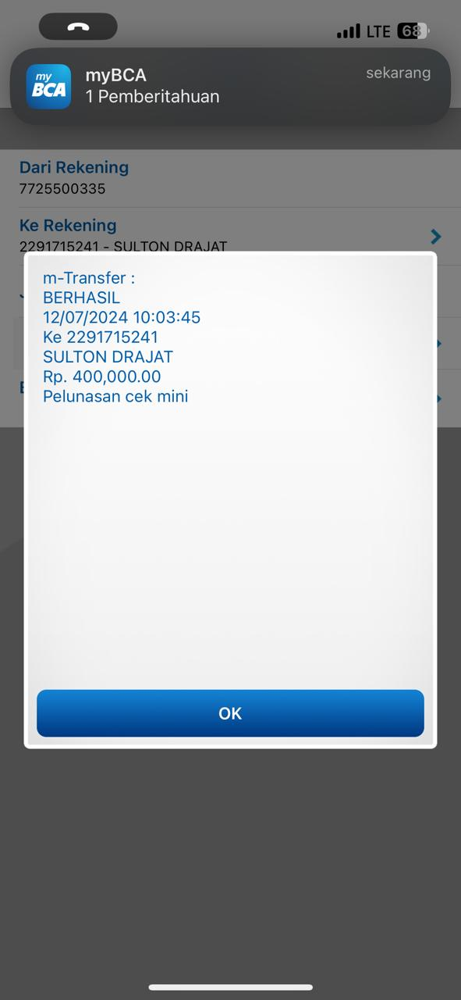 LTE 68
my
BCA
myBCA
sekarang
1 Pemberitahuan
Dari Rekening
7725500335
Ke Rekening
2291715241 - SULTON DRAJAT
m-Transfer :
BERHASIL
12/07/2024 10:03:45
Ke 2291715241
SULTON DRAJAT
Rp. 400,000.00
Pelunasan cek mini
OK